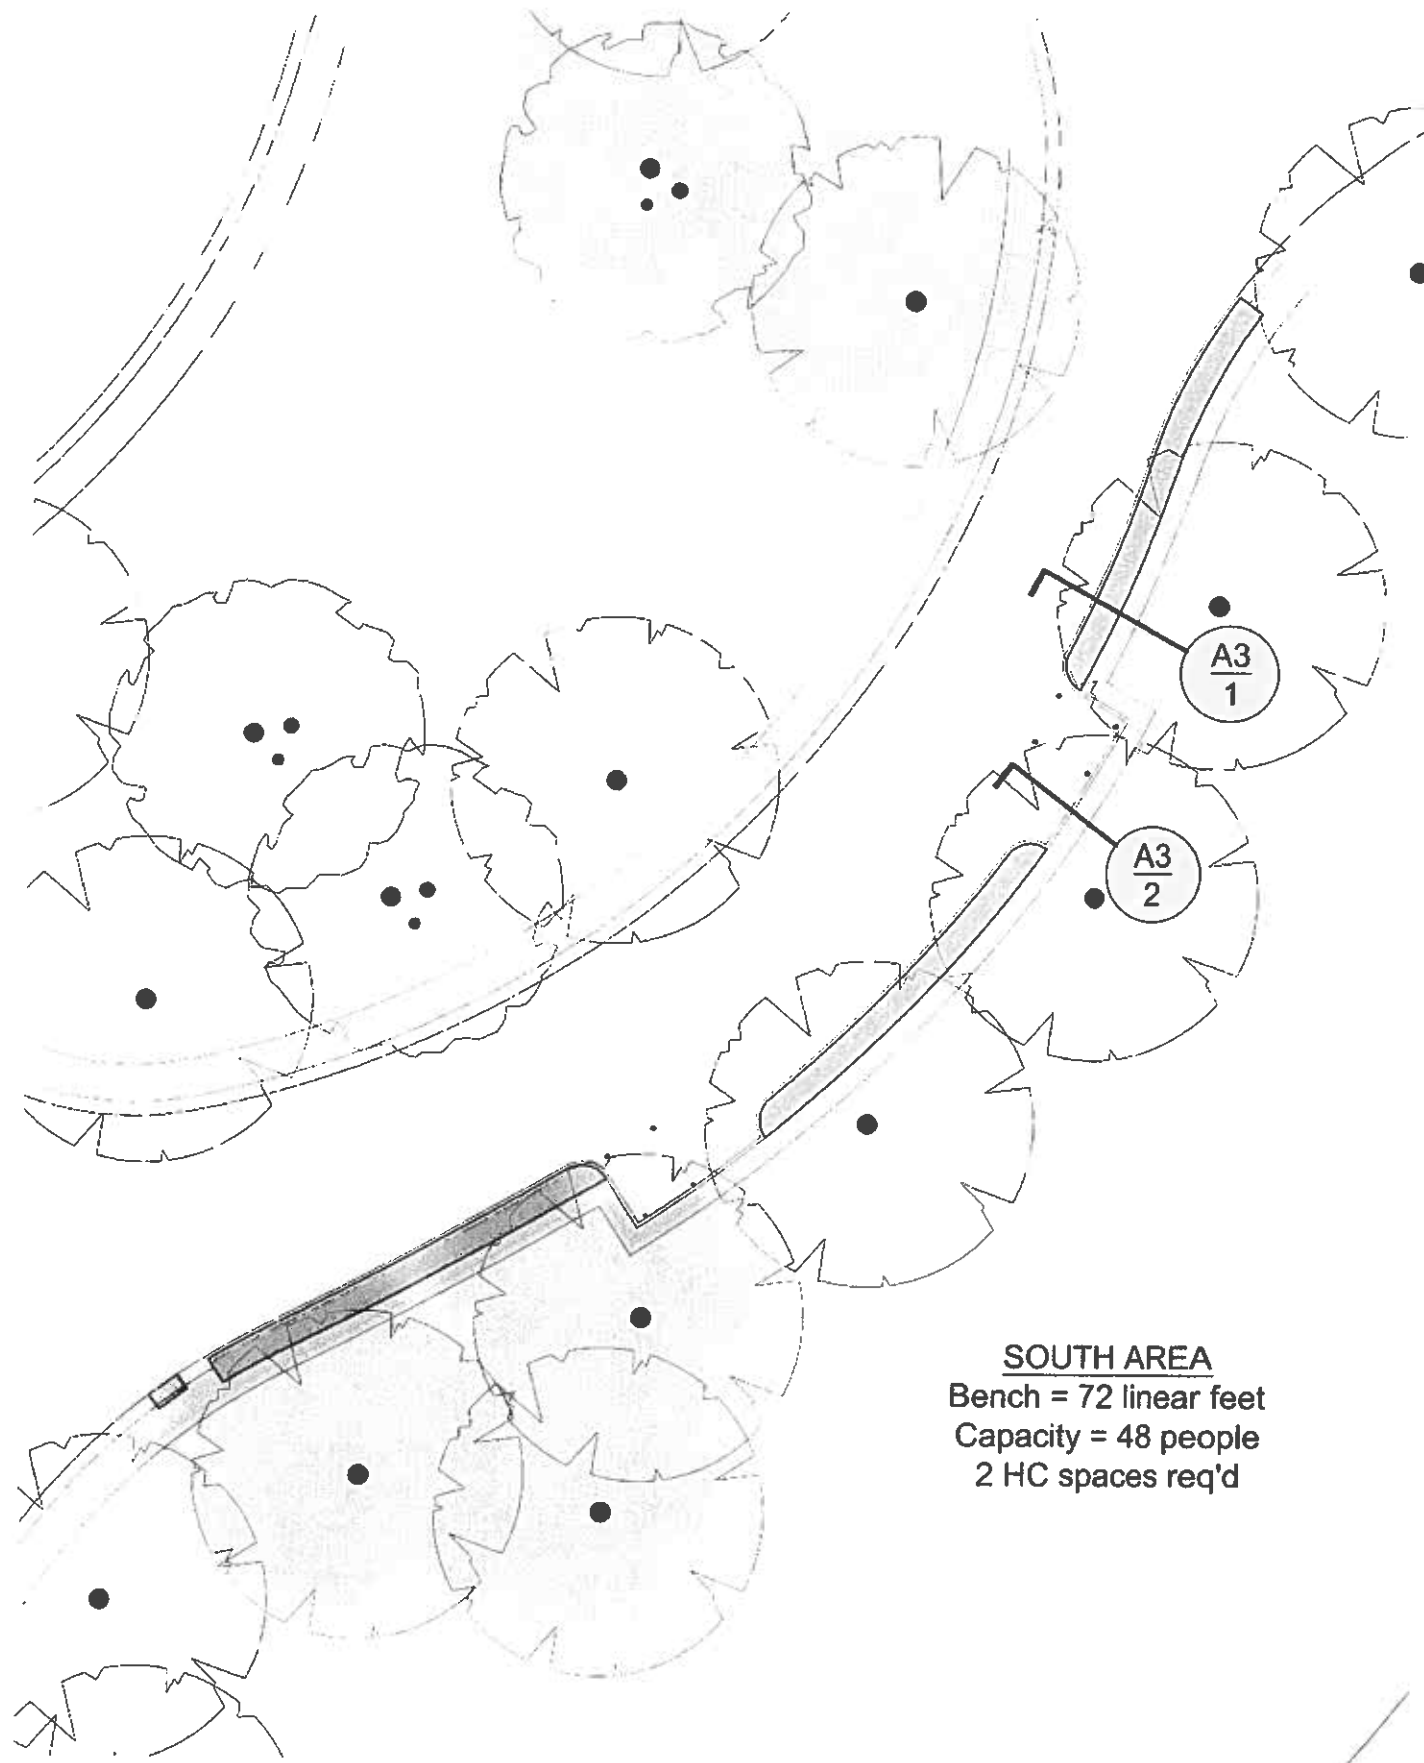 A3
1
A3
2
SOUTH AREA
Bench = 72 linear feet
Capacity = 48 people
2 HC spaces req'd